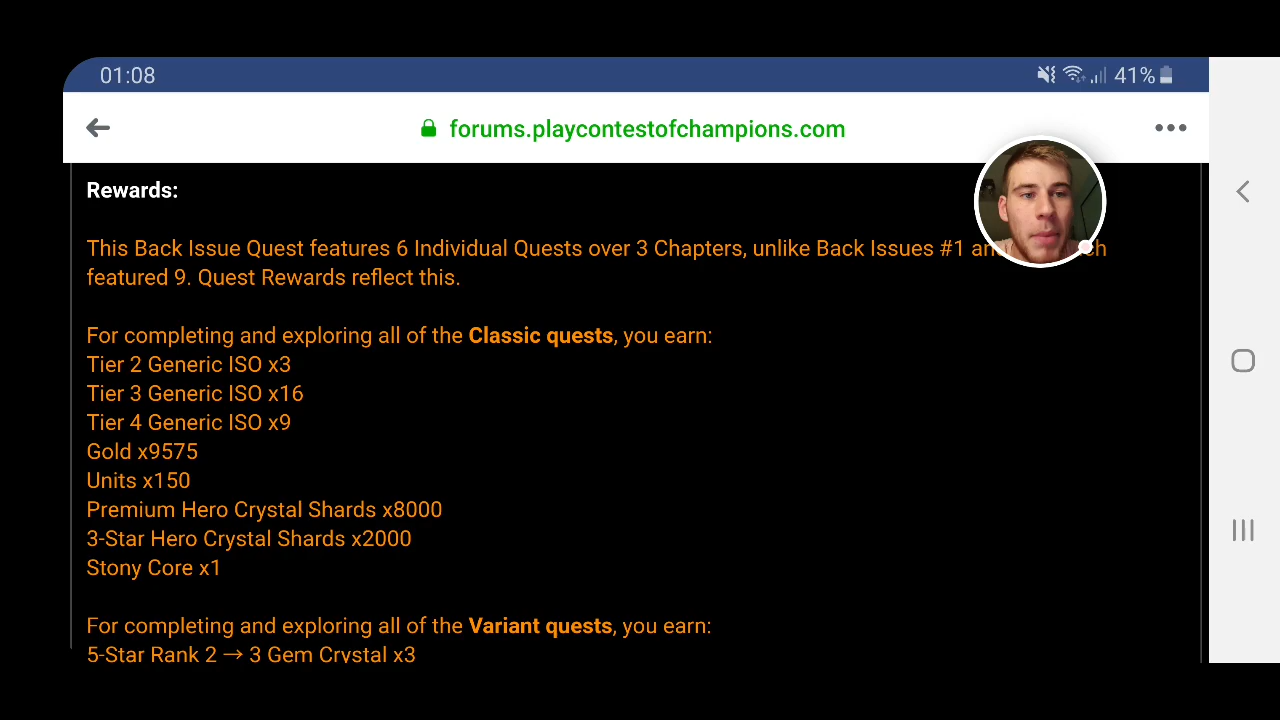 01:08
41%
forums.playcontestofchampions.com
Rewards:
This Back Issue Quest features 6 Individual Quests over 3 Chapters, unlike Back Issues #1
featured 9. Quest Rewards reflect this.
For completing and exploring all of the Classic quests, you earn:
Tier 2 Generic ISO x3
Tier 3 Generic ISO x16
Tier 4 Generic ISO x9
Gold x9575
Units x150
Premium Hero Crystal Shards x8000
3-Star Hero Crystal Shards x2000
Stony Core x1
For completing and exploring all of the Variant quests, you earn:
5-Star Rank 2 → 3 Gem Crystal x3